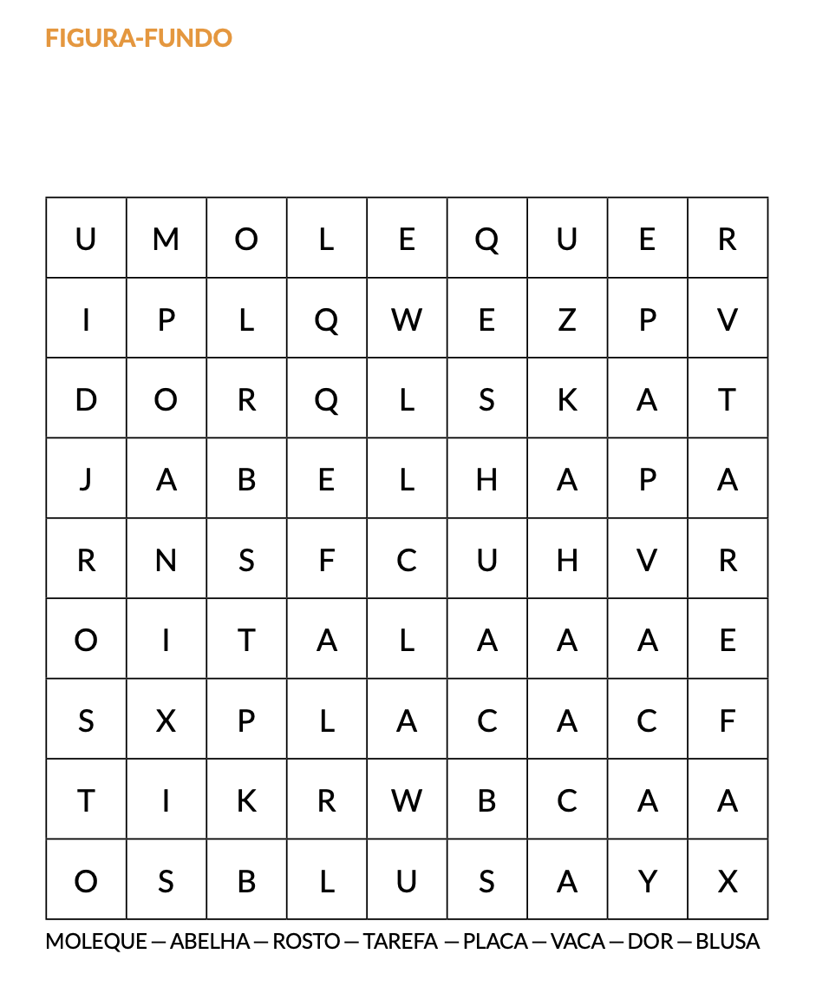 FIGURA-FUNDO
U M O L E Q U E R
I P L Q W E Z P V
D O R Q L S K A T
J A B E L H A P A
R N S F C U H V R
O I T A L A A A E
S X P L A C A C F
T I K R W B C A A
O S B L U S A Y X
MOLEQUE — ABELHA — ROSTO — TAREFA — PLACA — VACA — DOR — BLUSA